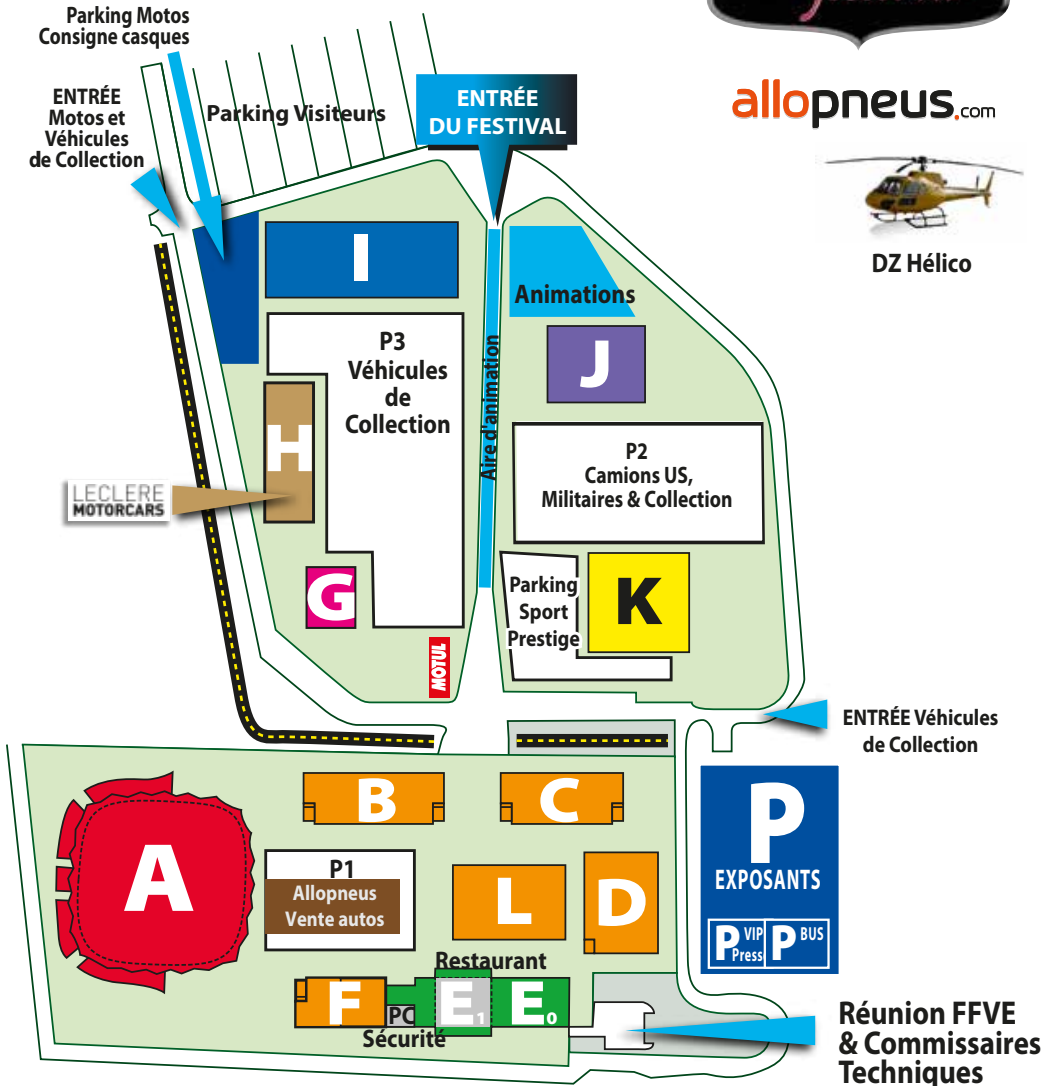 Parking Motos
Consigne casques
ENTRÉE
Motos et
Véhicules
de Collection
Parking Visiteurs
ENTRÉE
DU FESTIVAL
allopneus.com
DZ Hélico
I
Animations
J
P3
Véhicules
de
Collection
Aire d'animation
H
LECLERE
MOTORCARS
P2
Camions US,
Militaires & Collection
G
Parking
Sport
Prestige
K
MOTUL
ENTRÉE Véhicules
de Collection
B
C
A
P1
Allopneus
Vente autos
L
D
P
EXPOSANTS
P VIP
Press
P BUS
Restaurant
F
PC
Sécurité
E1
E0
Réunion FFVE
& Commissaires
Techniques